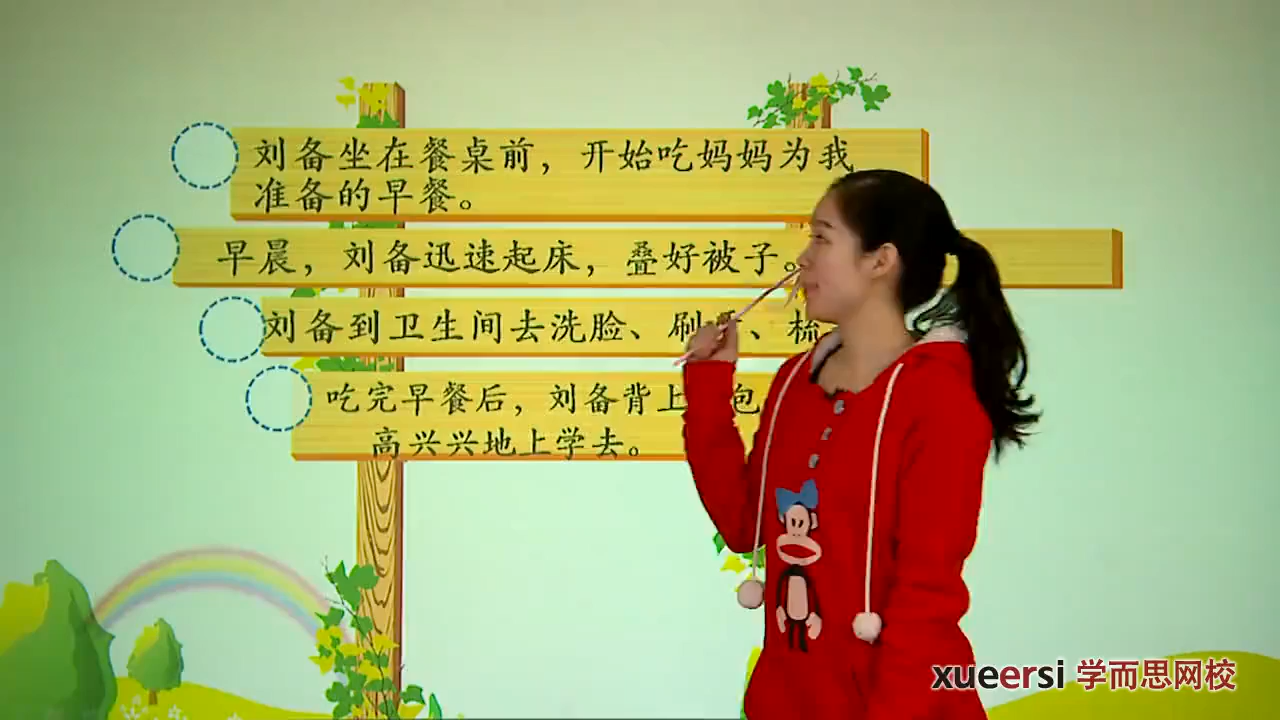 刘备坐在餐桌前，开始吃妈妈为我
准备的早餐。
早晨，刘备迅速起床，叠好被子。
刘备到卫生间去洗脸、刷、梳
吃完早餐后，刘备背上包
高兴兴地上学去。
xueersi 学而思网校